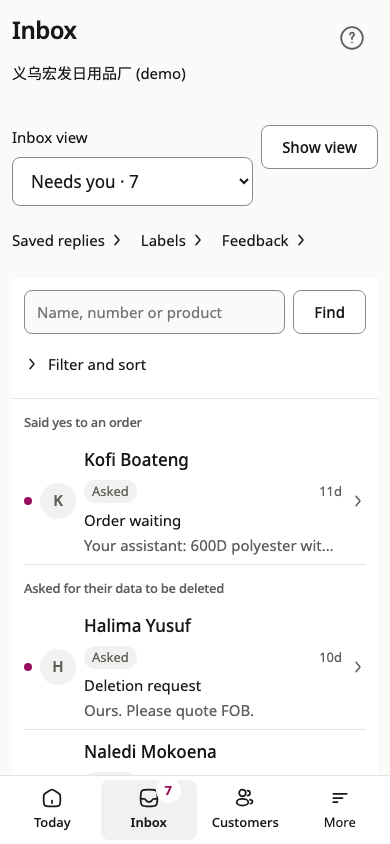 Inbox
义乌宏发日用品厂 (demo)
Inbox view
Show view
Needs you · 7
Saved replies
Labels
Feedback
Name, number or product
Find
Filter and sort
Said yes to an order
Kofi Boateng
K
Asked
11d
Order waiting
Your assistant: 600D polyester wit...
Asked for their data to be deleted
Halima Yusuf
H
Asked
10d
Deletion request
Ours. Please quote FOB.
Naledi Mokoena
7
Today
Inbox
Customers
More